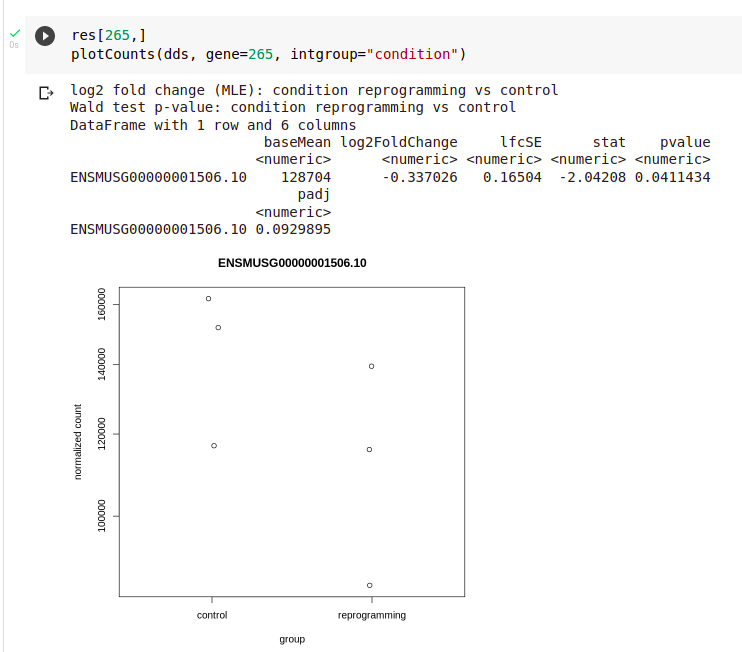 0s
res[265,]
plotCounts(dds, gene=265, intgroup="condition")
log2 fold change (MLE): condition reprogramming vs control
Wald test p-value: condition reprogramming vs control
DataFrame with 1 row and 6 columns
baseMean log2FoldChange lfcSE stat pvalue
<numeric> <numeric> <numeric> <numeric> <numeric>
ENSMUSG00000001506.10 128704 -0.337026 0.16504 -2.04208 0.0411434
padj
<numeric>
ENSMUSG00000001506.10 0.0929895
ENSMUSG00000001506.10
160000
140000
120000
100000
normalized count
control reprogramming
group